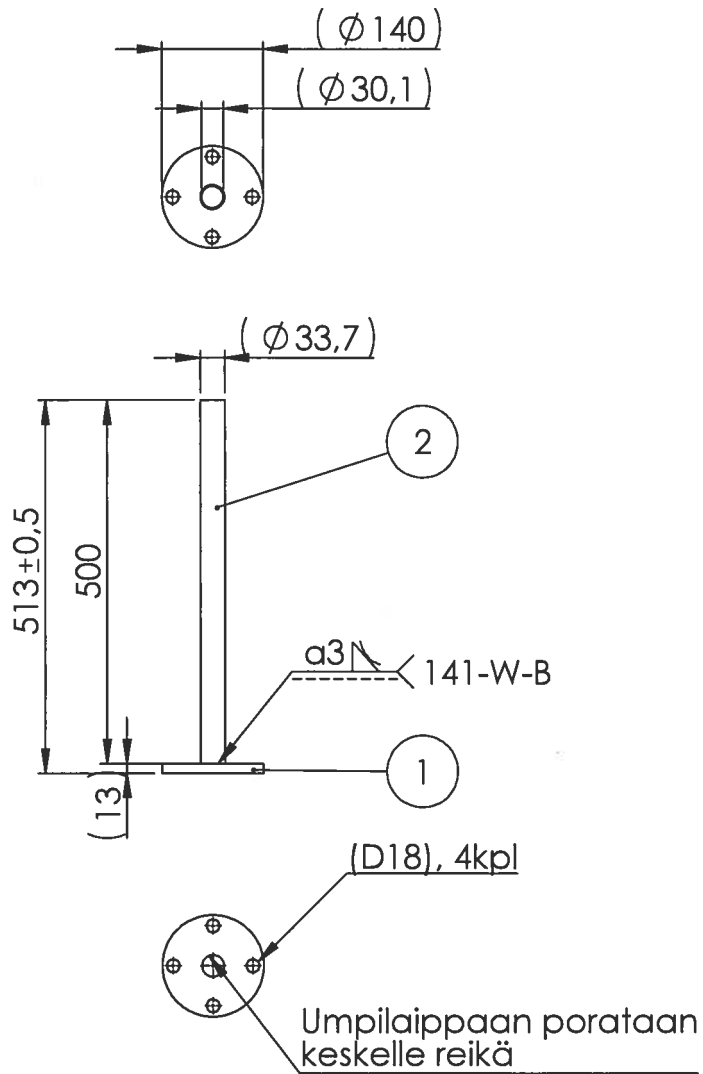 (Ø140)
(Ø30,1)
(Ø33,7)
2
513±0,5
500
a3
141-W-B
1
(13)
(D18), 4kpl
Umpilaippaan porataan
keskelle reikä